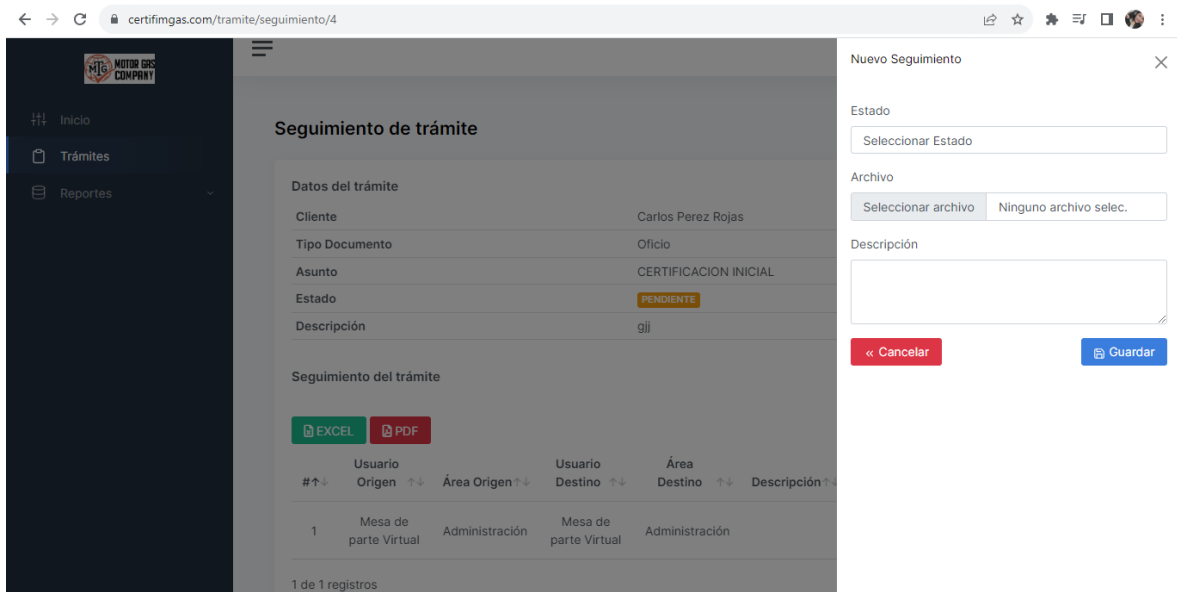 certifimgas.com/tramite/seguimiento/4
MTG MOTOR GAS
COMPANY
Inicio
Trámites
Reportes
Seguimiento de trámite
Datos del trámite
Cliente Carlos Perez Rojas
Tipo Documento Oficio
Asunto CERTIFICACION INICIAL
Estado PENDIENTE
Descripción gjj
Seguimiento del trámite
EXCEL PDF
# Usuario Origen Área Origen Usuario Destino Área Destino Descripción
1 Mesa de parte Virtual Administración Mesa de parte Virtual Administración
1 de 1 registros
Nuevo Seguimiento
Estado
Seleccionar Estado
Archivo
Seleccionar archivo Ninguno archivo selec.
Descripción
« Cancelar Guardar